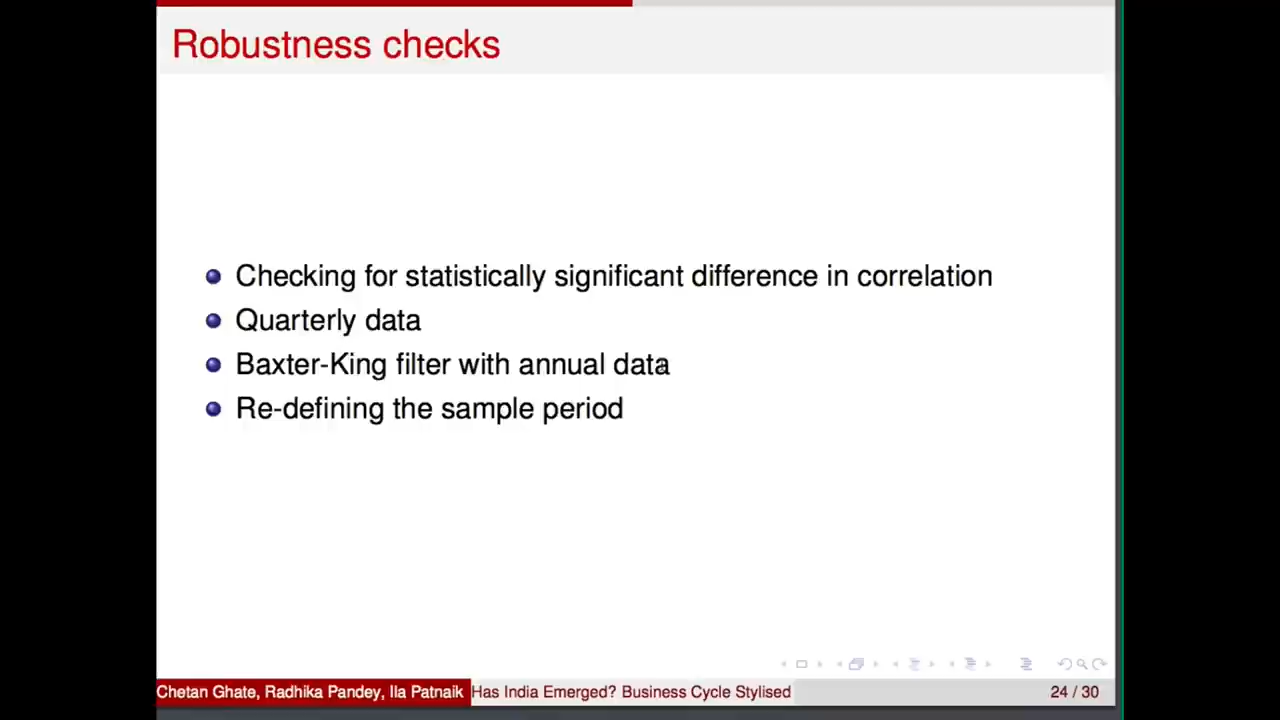 Robustness checks
Checking for statistically significant difference in correlation
Quarterly data
Baxter-King filter with annual data
Re-defining the sample period
Chetan Ghate, Radhika Pandey, Ila Patnaik Has India Emerged? Business Cycle Stylised 24 / 30